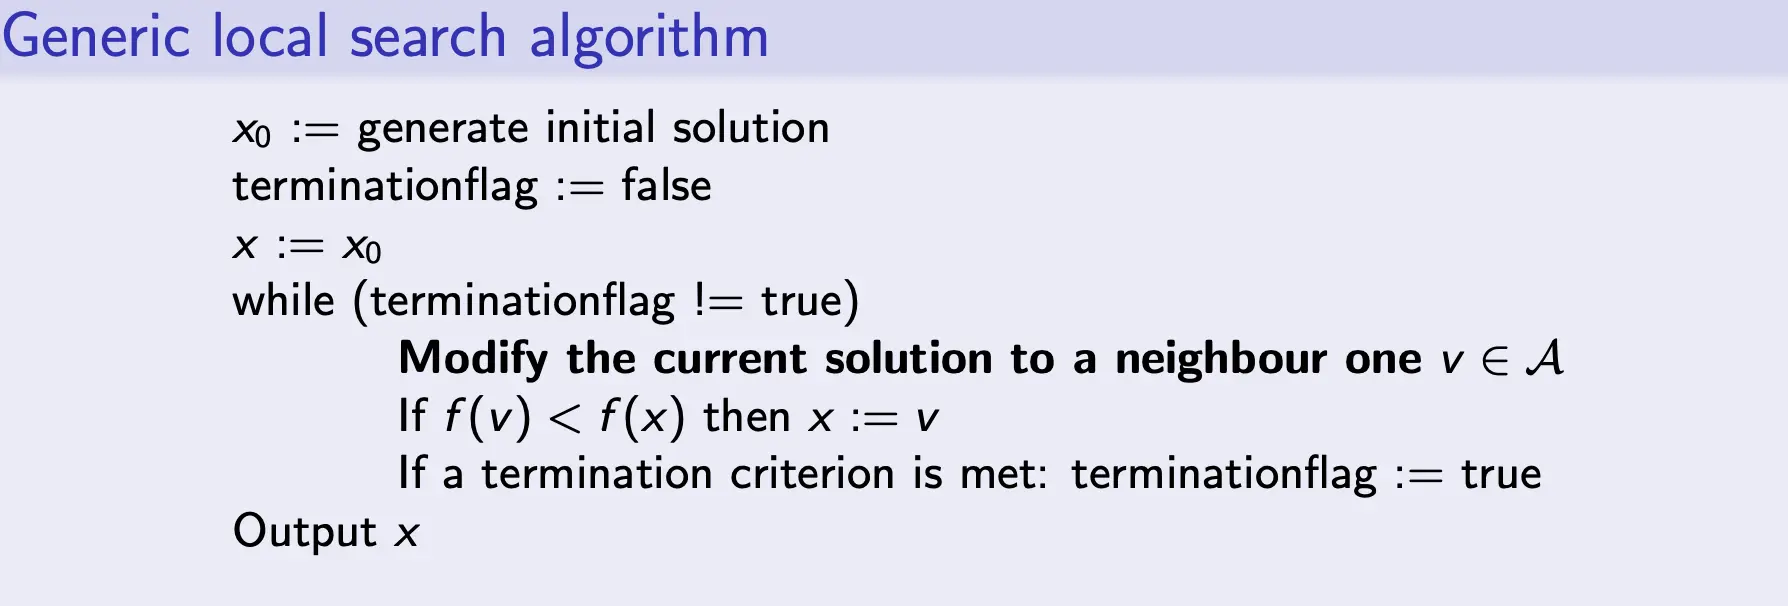 Generic local search algorithm
x₀ := generate initial solution
terminationflag := false
x := x₀
while (terminationflag != true)
Modify the current solution to a neighbour one v ∈ 𝒜
If f(v) < f(x) then x := v
If a termination criterion is met: terminationflag := true
Output x